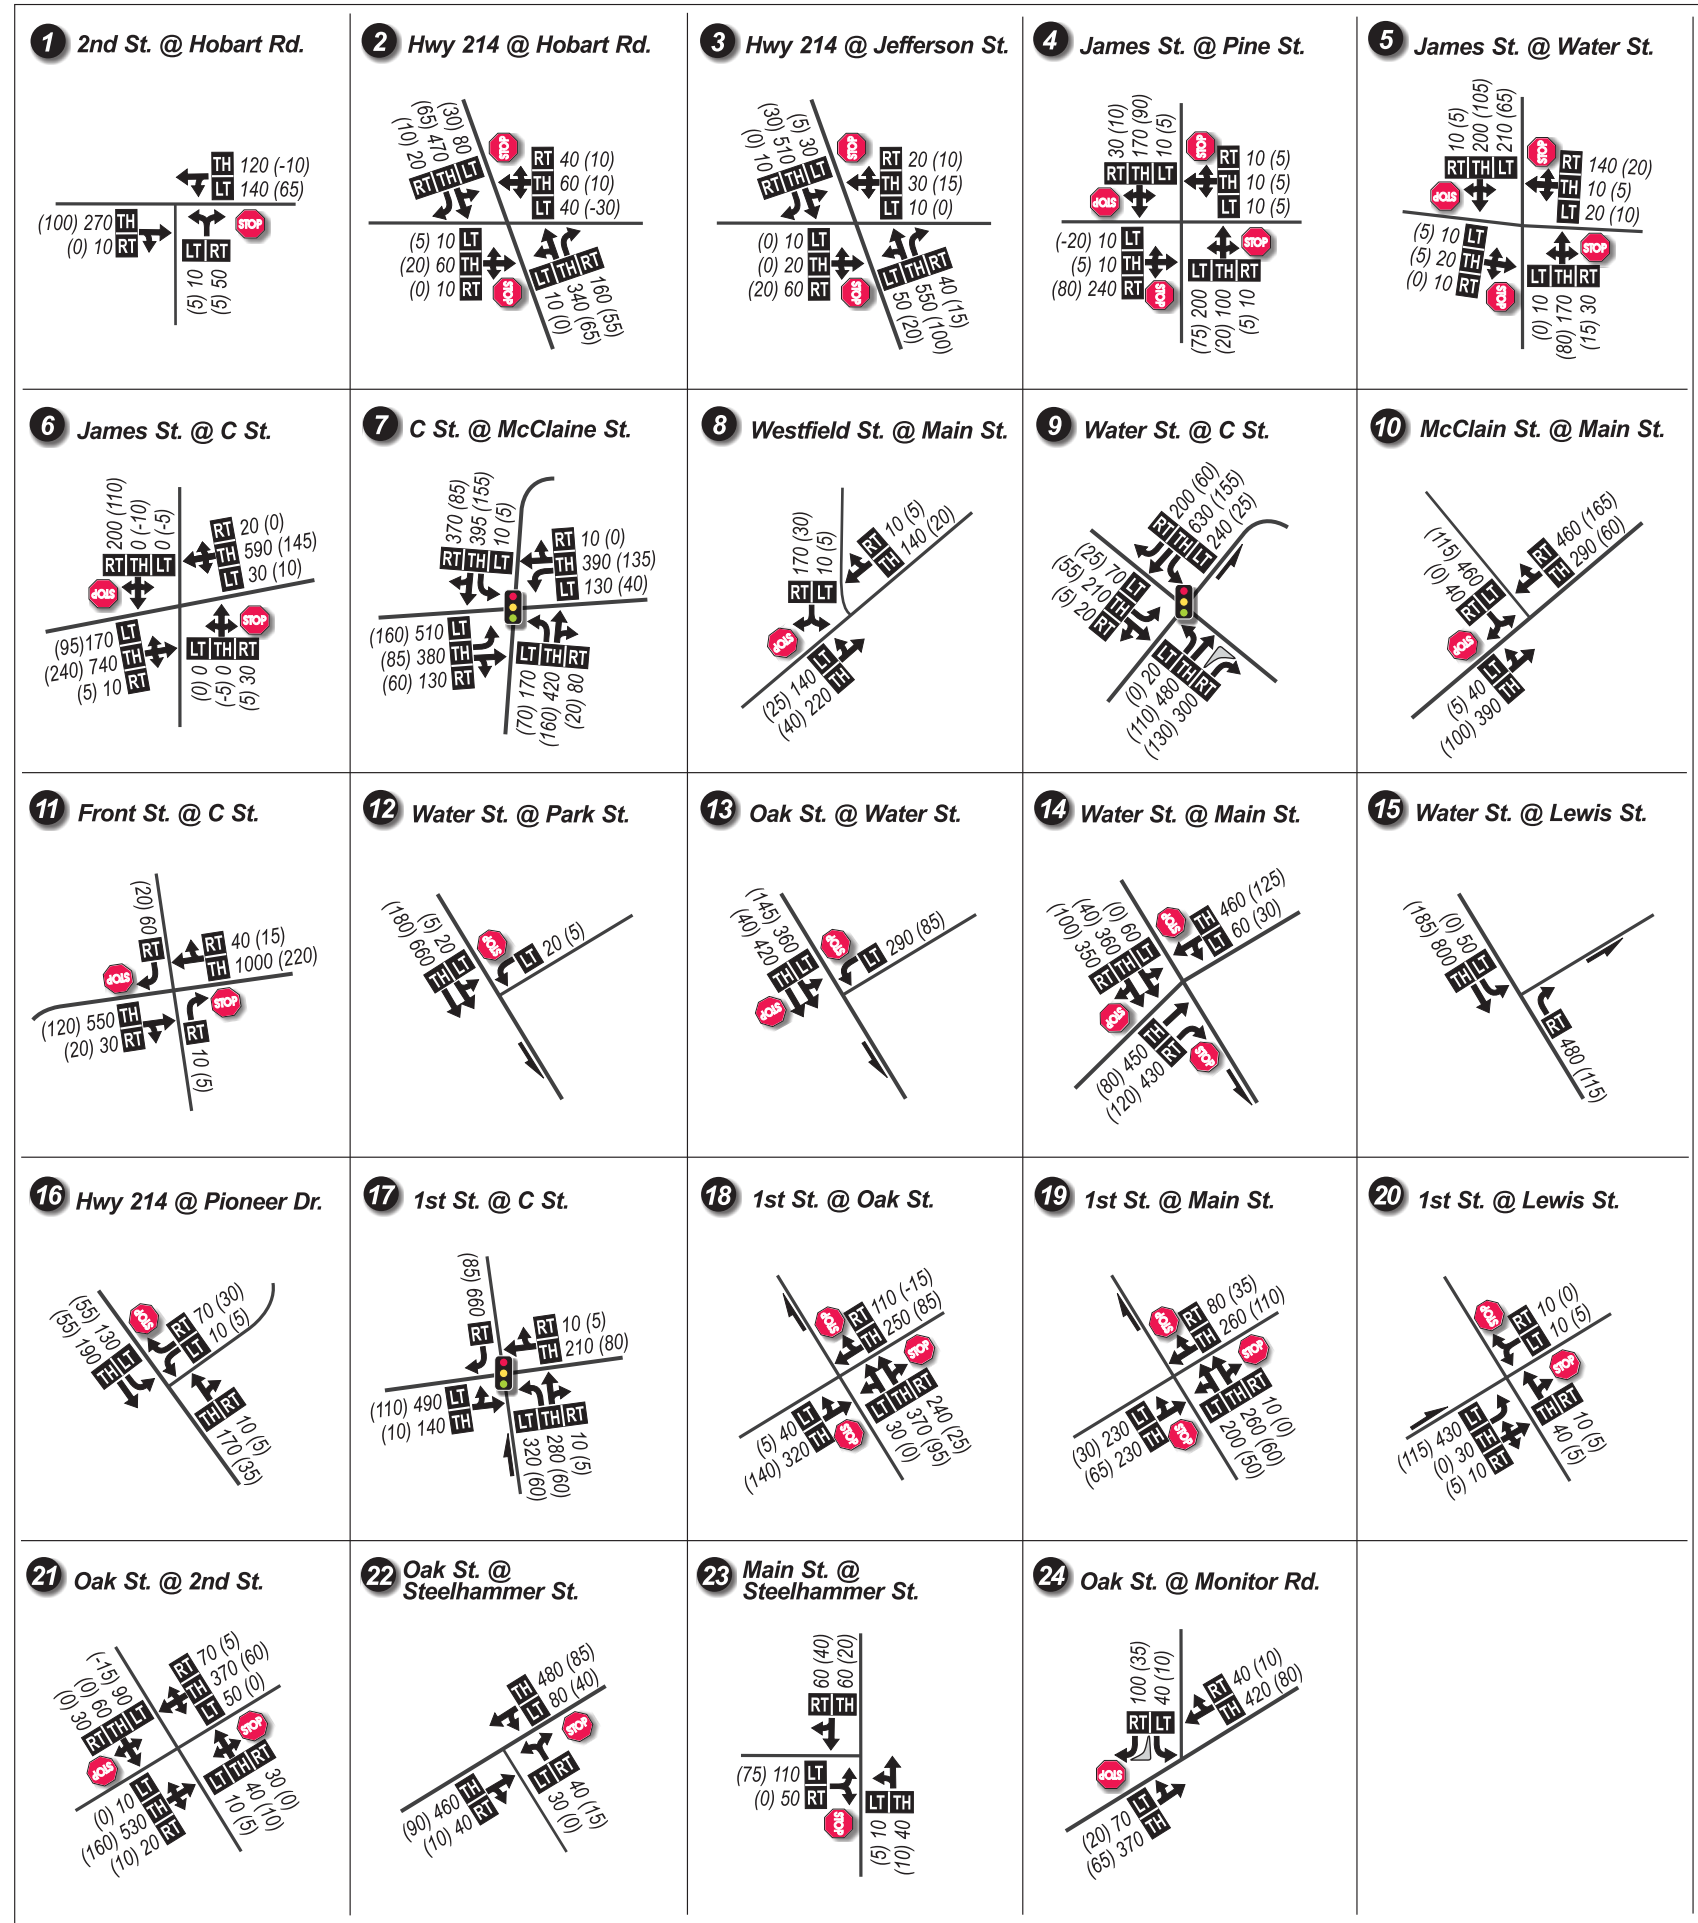 1 2nd St. @ Hobart Rd.
TH 120 (-10)
LT 140 (65)
(100) 270 TH
(0) 10 RT
STOP
LT RT
(5) 10
(5) 50
2 Hwy 214 @ Hobart Rd.
(10) 20
(65) 470
(30) 80
RT TH LT
STOP
RT 40 (10)
TH 60 (10)
LT 40 (-30)
(5) 10 LT
(20) 60 TH
(0) 10 RT
STOP
LT TH RT
10 (0)
340 (65)
160 (55)
3 Hwy 214 @ Jefferson St.
(0) 10
(30) 510
(5) 30
RT TH LT
STOP
RT 20 (10)
TH 30 (15)
LT 10 (0)
(0) 10 LT
(0) 20 TH
(20) 60 RT
STOP
LT TH RT
50 (20)
550 (100)
40 (15)
4 James St. @ Pine St.
30 (10)
170 (90)
10 (5)
RT TH LT
STOP
STOP
RT 10 (5)
TH 10 (5)
LT 10 (5)
(-20) 10 LT
(5) 10 TH
(80) 240 RT
STOP
STOP
LT TH RT
(75) 200
(20) 100
(5) 10
5 James St. @ Water St.
10 (5)
200 (105)
210 (65)
RT TH LT
STOP
STOP
RT 140 (20)
TH 10 (5)
LT 20 (10)
(5) 10 LT
(5) 20 TH
(0) 10 RT
STOP
STOP
LT TH RT
(0) 10
(80) 170
(15) 30
6 James St. @ C St.
200 (110)
0 (-10)
0 (-5)
RT TH LT
STOP
RT 20 (0)
TH 590 (145)
LT 30 (10)
(95)170 LT
(240) 740 TH
(5) 10 RT
STOP
LT TH RT
(0) 0
(-5) 0
(5) 30
7 C St. @ McClaine St.
370 (85)
395 (155)
10 (5)
RT TH LT
RT 10 (0)
TH 390 (135)
LT 130 (40)
(160) 510 LT
(85) 380 TH
(60) 130 RT
LT TH RT
(70) 170
(160) 420
(20) 80
8 Westfield St. @ Main St.
170 (30)
10 (5)
RT LT
STOP
RT 10 (5)
TH 140 (20)
(25) 140 LT
(40) 220 TH
9 Water St. @ C St.
RT 200 (60)
TH 630 (155)
LT 240 (25)
(25) 70 LT
(55) 210 TH
(5) 20 RT
LT TH RT
(0) 20
(110) 480
(130) 300
10 McClain St. @ Main St.
(115) 460 LT
(0) 40 RT
STOP
RT 460 (165)
TH 290 (60)
(5) 40 LT
(100) 390 TH
11 Front St. @ C St.
(20) 60
RT
STOP
RT 40 (15)
TH 1000 (220)
(120) 550 TH
(20) 30 RT
STOP
RT
10 (5)
12 Water St. @ Park St.
(180) 660
(5) 20
TH LT
STOP
LT 20 (5)
13 Oak St. @ Water St.
(40) 420
(145) 360
TH LT
STOP
STOP
LT 290 (85)
14 Water St. @ Main St.
(100) 350
(40) 360
(0) 60
RT TH LT
STOP
STOP
TH 460 (125)
LT 60 (30)
(80) 450 TH
(120) 430 RT
STOP
15 Water St. @ Lewis St.
(185) 800
(0) 50
TH LT
RT
480 (115)
16 Hwy 214 @ Pioneer Dr.
(55) 190
(55) 130
TH LT
STOP
RT 70 (30)
LT 10 (5)
TH RT
170 (35)
10 (5)
17 1st St. @ C St.
(85) 660
RT
RT 10 (5)
TH 210 (80)
(110) 490 LT
(10) 140 TH
LT TH RT
320 (60)
280 (60)
10 (5)
18 1st St. @ Oak St.
STOP
RT 110 (-15)
TH 250 (85)
STOP
(5) 40 LT
(140) 320 TH
STOP
LT TH RT
30 (0)
370 (95)
240 (25)
19 1st St. @ Main St.
STOP
RT 80 (35)
TH 260 (110)
STOP
(30) 230 LT
(65) 230 TH
STOP
LT TH RT
200 (50)
260 (60)
10 (0)
20 1st St. @ Lewis St.
STOP
RT 10 (0)
LT 10 (5)
STOP
(115) 430 LT
(0) 30 TH
(5) 10 RT
TH RT
40 (5)
10 (5)
21 Oak St. @ 2nd St.
(0) 30
(0) 60
(-15) 90
RT TH LT
STOP
RT 70 (5)
TH 370 (60)
LT 50 (0)
STOP
(0) 10 LT
(160) 530 TH
(10) 20 RT
LT TH RT
10 (5)
40 (10)
30 (0)
22 Oak St. @
Steelhammer St.
TH 480 (85)
LT 80 (40)
STOP
(90) 460 TH
(10) 40 RT
LT RT
30 (0)
40 (15)
23 Main St. @
Steelhammer St.
60 (40)
60 (20)
RT TH
(75) 110 LT
(0) 50 RT
STOP
LT TH
(5) 10
(10) 40
24 Oak St. @ Monitor Rd.
100 (35)
40 (10)
RT LT
STOP
RT 40 (10)
TH 420 (80)
(20) 70 LT
(65) 370 TH